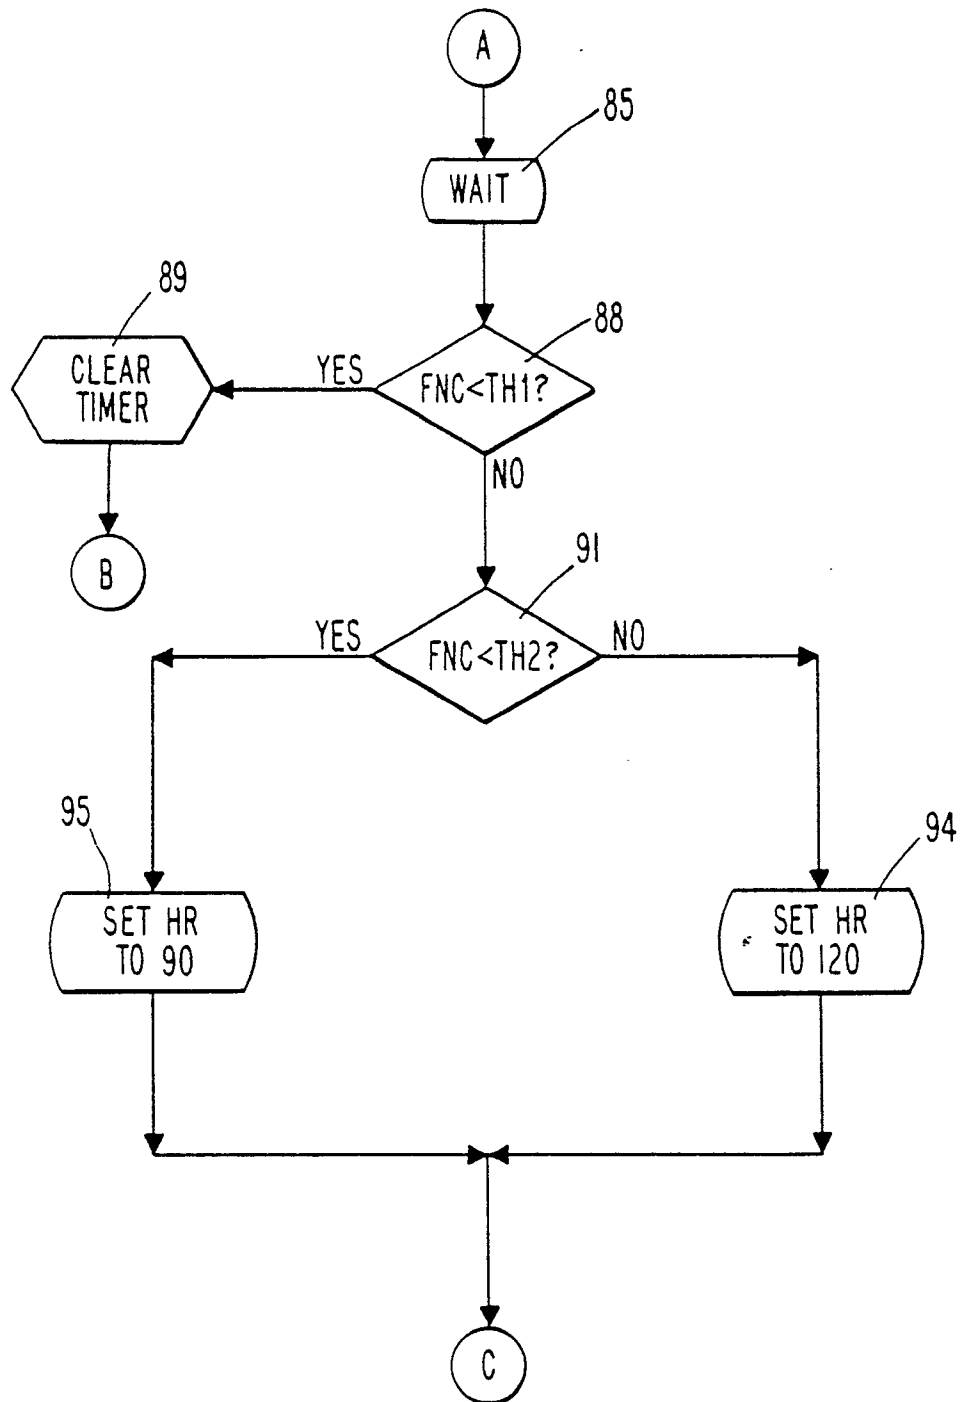 A
85
WAIT
89
88
CLEAR
TIMER
YES
FNC<TH1?
NO
B
91
YES
FNC<TH2?
NO
95
94
SET HR
TO 90
SET HR
TO 120
C